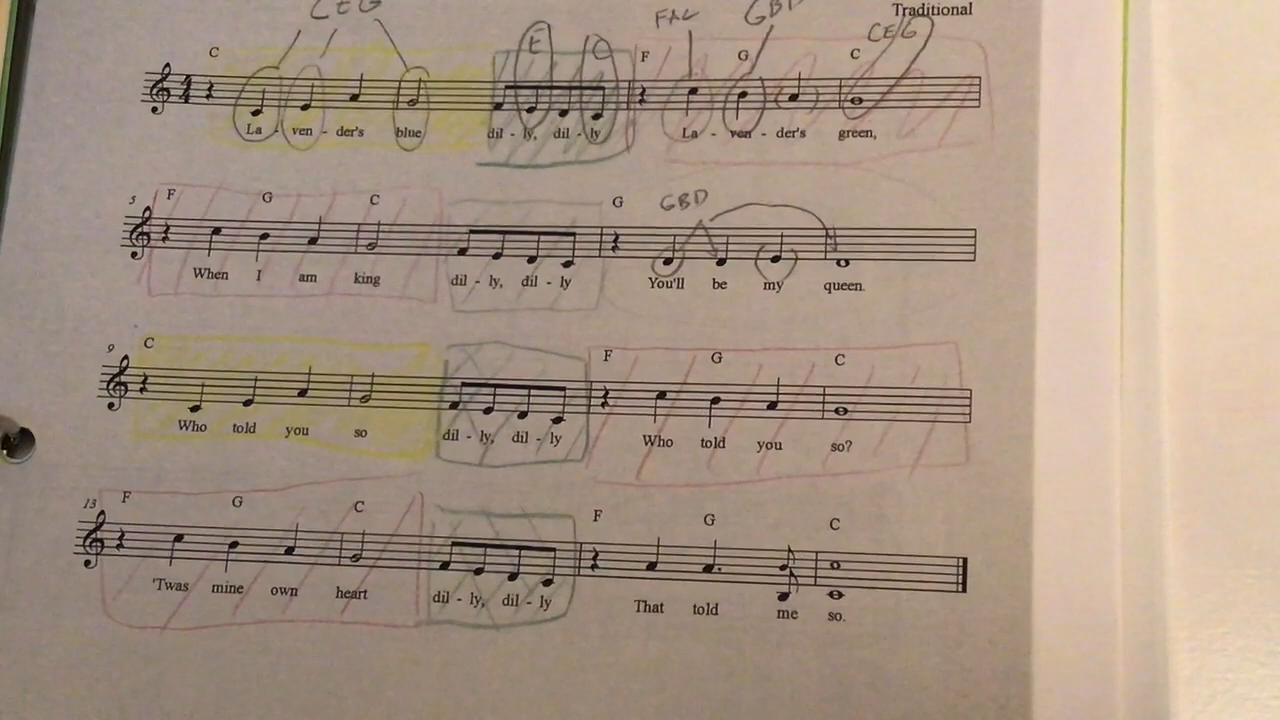 CEG E C FAC GBD Traditional
CEG
C F G C
La - ven - der's blue dil - ly, dil - ly La - ven - der's green,
5 F G C G GBD
When I am king dil - ly, dil - ly You'll be my queen.
9 C F G C
Who told you so dil - ly, dil - ly Who told you so?
13 F G C F G C
'Twas mine own heart dil - ly, dil - ly That told me so.